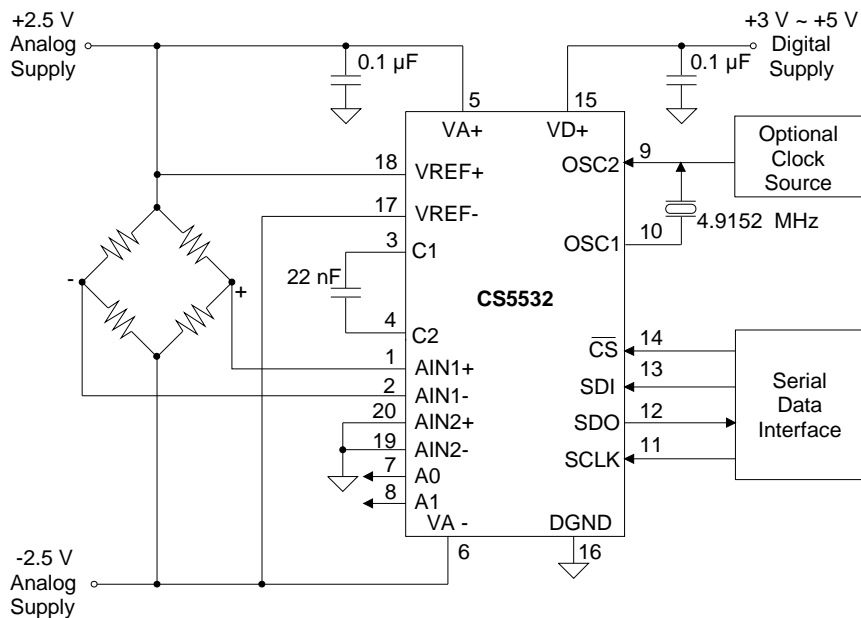 +2.5 V
Analog
Supply
0.1 µF
+3 V ~ +5 V
Digital
Supply
0.1 µF
5
15
VA+
VD+
Optional
Clock
Source
18
VREF+
OSC2
9
17
VREF-
4.9152 MHz
3
C1
OSC1
10
22 nF
-
+
CS5532
4
C2
1
AIN1+
CS
14
2
AIN1-
SDI
13
20
AIN2+
SDO
12
19
AIN2-
SCLK
11
Serial
Data
Interface
7
A0
8
A1
VA -
DGND
6
16
-2.5 V
Analog
Supply